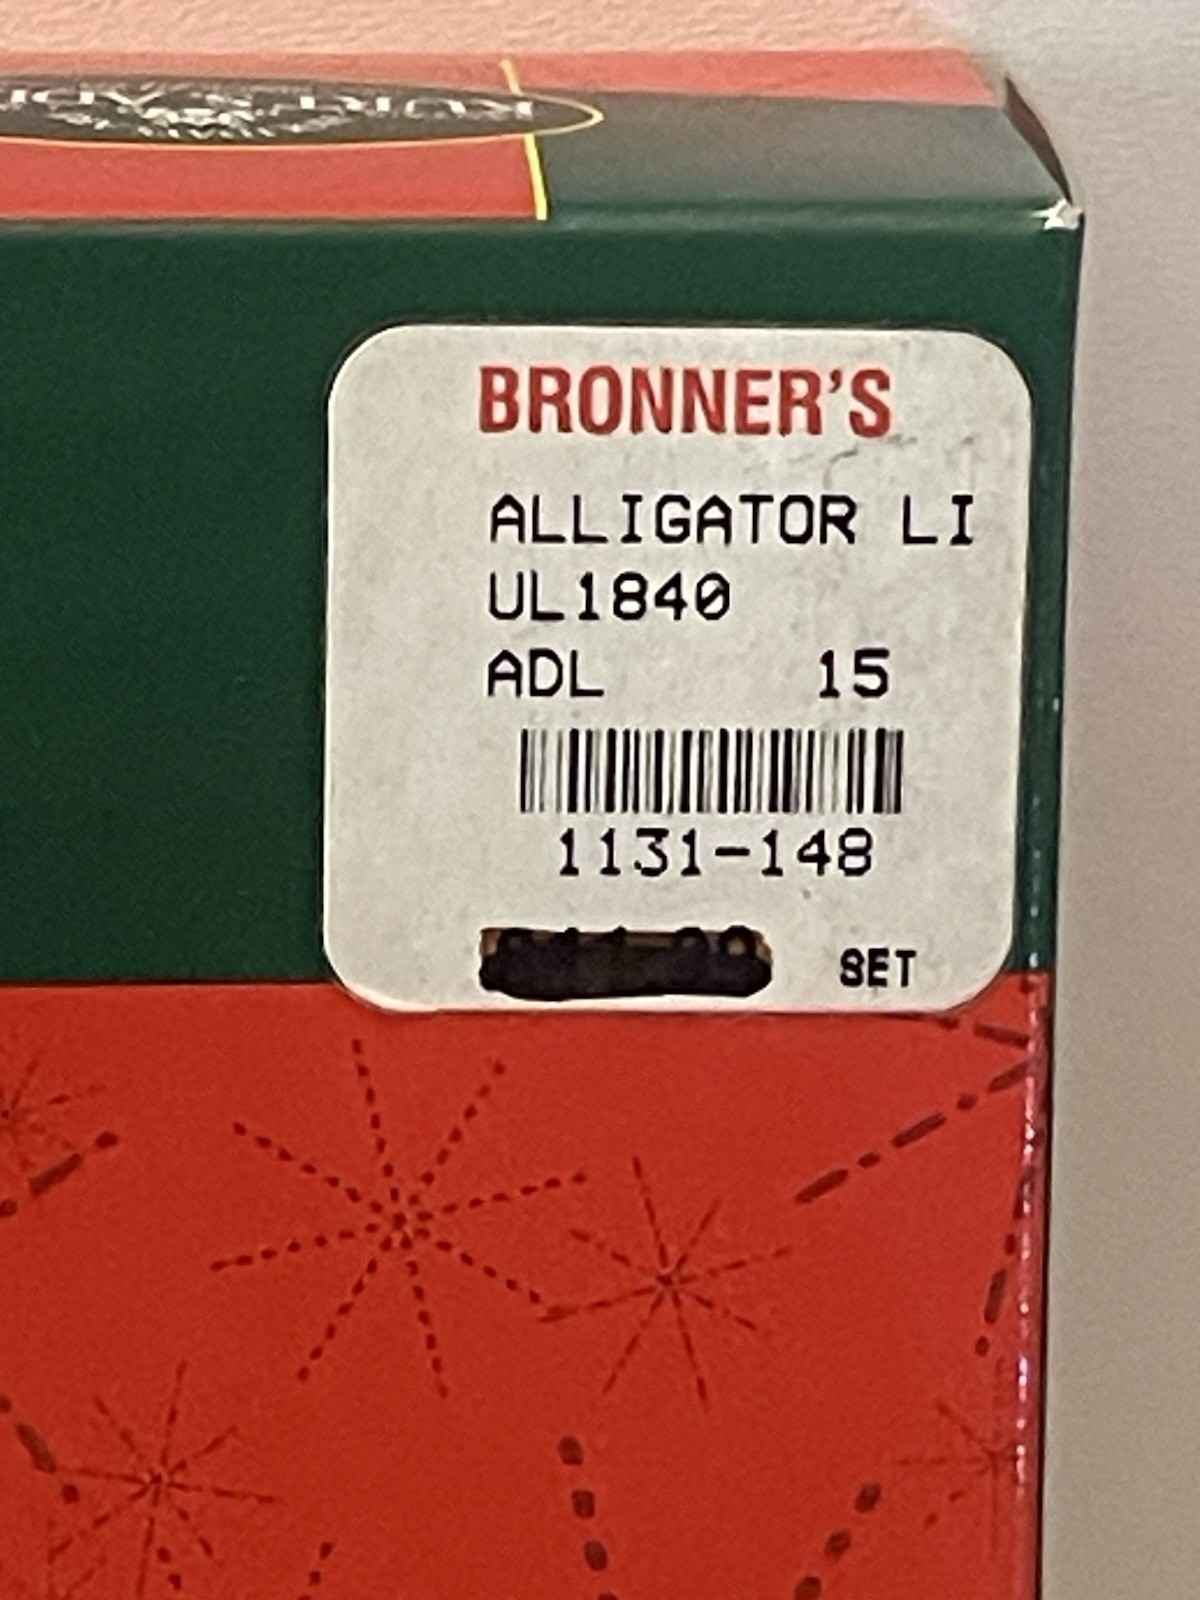 BRONNER'S
ALLIGATOR LI
UL1840
ADL 15
1131-148
SET